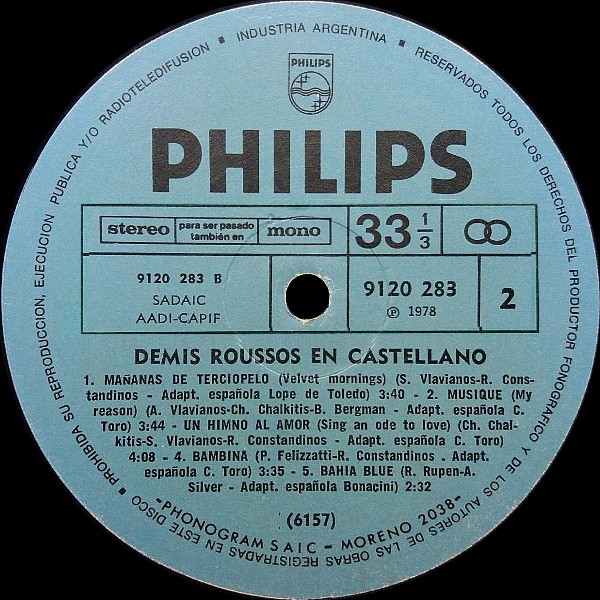 PROHIBIDA SU REPRODUCCION, EJECUCION PUBLICA Y/O RADIOTELEDIFUSION ■ INDUSTRIA ARGENTINA ■ RESERVADOS TODOS LOS DERECHOS DEL PRODUCTOR FONOGRAFICO Y DE LOS AUTORES DE LAS OBRAS REGISTRADAS EN ESTE DISCO ■
PHILIPS
PHILIPS
stereo para ser pasado también en mono
33 1/3
9120 283 B
SADAIC
AADI-CAPIF
9120 283
℗ 1978
2
DEMIS ROUSSOS EN CASTELLANO
1. MAÑANAS DE TERCIOPELO (Velvet mornings) (S. Vlavianos-R. Cons-
tandinos - Adapt. española Lope de Toledo) 3:40 - 2. MUSIQUE (My
reason) (A. Vlavianos-Ch. Chalkitis-B. Bergman - Adapt. española C.
Toro) 3:44 - UN HIMNO AL AMOR (Sing an ode to love) (Ch. Chal-
kitis-S. Vlavianos-R. Constandinos - Adapt. española C. Toro)
4:08 - 4. BAMBINA (P. Felizzatti-R. Constandinos . Adapt.
española C. Toro) 3:35 - 5. BAHIA BLUE (R. Rupen-A.
Silver - Adapt. española Bonacini) 2:32
(6157)
-PHONOGRAM SAIC - MORENO 2038-